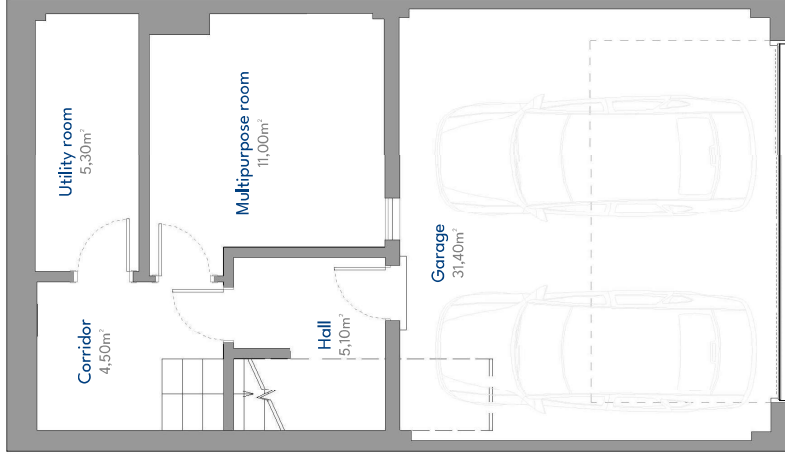 Utility room
5,30m²
Multipurpose room
11,00m²
Garage
31,40m²
Hall
5,10m²
Corridor
4,50m²